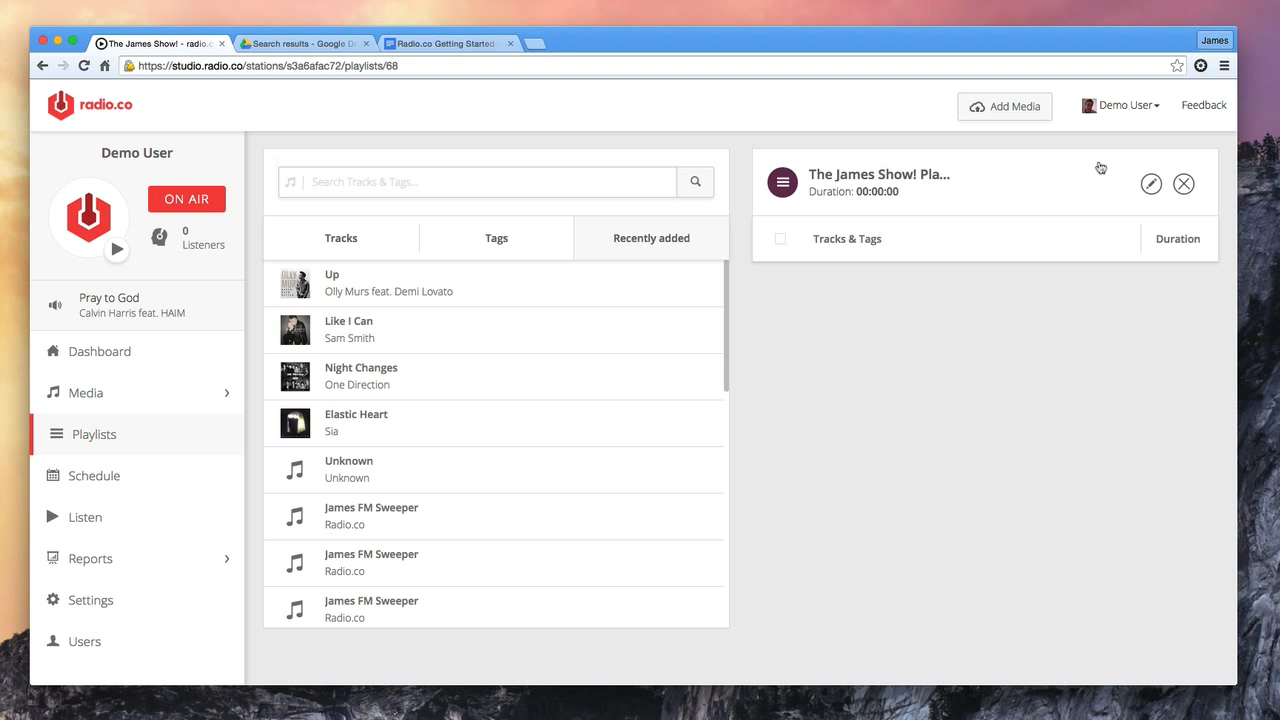 The James Show! - radio.c
Search results - Google D
Radio.co Getting Started
James
https://studio.radio.co/stations/s3a6afac72/playlists/68
radio.co
Add Media
Demo User
Feedback
Demo User
ON AIR
0
Listeners
Pray to God
Calvin Harris feat. HAIM
Dashboard
Media
Playlists
Schedule
Listen
Reports
Settings
Users
Search Tracks & Tags...
Tracks
Tags
Recently added
Up
Olly Murs feat. Demi Lovato
Like I Can
Sam Smith
Night Changes
One Direction
Elastic Heart
Sia
Unknown
Unknown
James FM Sweeper
Radio.co
James FM Sweeper
Radio.co
James FM Sweeper
Radio.co
The James Show! Pla...
Duration: 00:00:00
Tracks & Tags
Duration